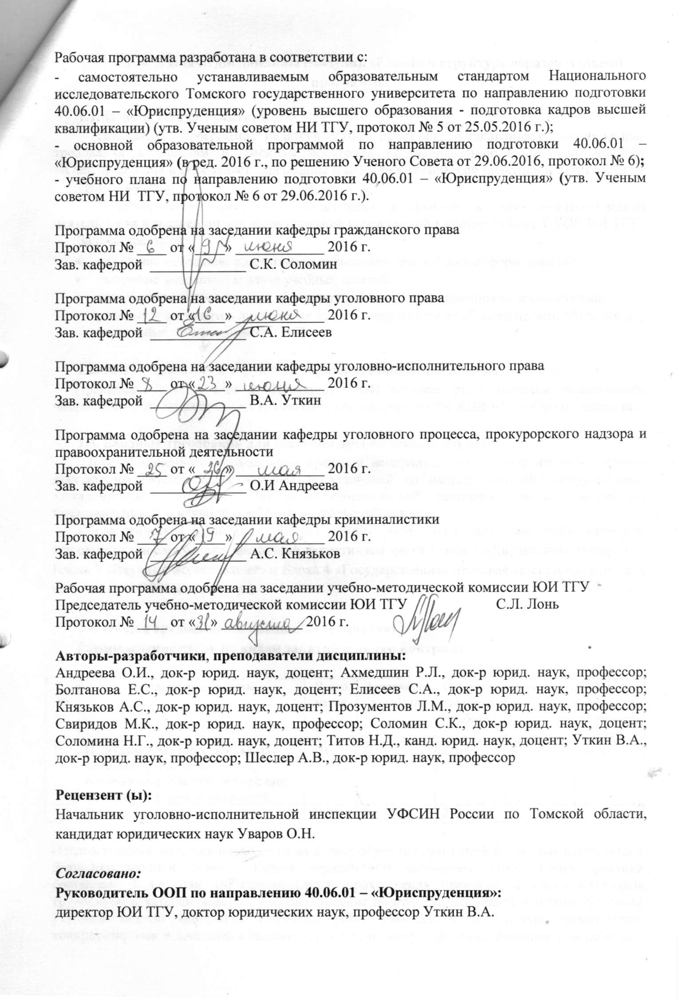 Рабочая программа разработана в соответствии с:
- самостоятельно устанавливаемым образовательным стандартом Национального
исследовательского Томского государственного университета по направлению подготовки
40.06.01 – «Юриспруденция» (уровень высшего образования - подготовка кадров высшей
квалификации) (утв. Ученым советом НИ ТГУ, протокол № 5 от 25.05.2016 г.);
- основной образовательной программой по направлению подготовки 40.06.01 –
«Юриспруденция» (в ред. 2016 г., по решению Ученого Совета от 29.06.2016, протокол № 6);
- учебного плана по направлению подготовки 40.06.01 – «Юриспруденция» (утв. Ученым
советом НИ ТГУ, протокол № 6 от 29.06.2016 г.).
Программа одобрена на заседании кафедры гражданского права
Протокол № 6 от «9» июня 2016 г.
Зав. кафедрой С.К. Соломин
Программа одобрена на заседании кафедры уголовного права
Протокол № 12 от «16» июня 2016 г.
Зав. кафедрой С.А. Елисеев
Программа одобрена на заседании кафедры уголовно-исполнительного права
Протокол № 8 от «23» июня 2016 г.
Зав. кафедрой В.А. Уткин
Программа одобрена на заседании кафедры уголовного процесса, прокурорского надзора и
правоохранительной деятельности
Протокол № 25 от «26» мая 2016 г.
Зав. кафедрой О.И Андреева
Программа одобрена на заседании кафедры криминалистики
Протокол № 7 от «19» мая 2016 г.
Зав. кафедрой А.С. Князьков
Рабочая программа одобрена на заседании учебно-методической комиссии ЮИ ТГУ
Председатель учебно-методической комиссии ЮИ ТГУ С.Л. Лонь
Протокол № 14 от «31» августа 2016 г.
Авторы-разработчики, преподаватели дисциплины:
Андреева О.И., док-р юрид. наук, доцент; Ахмедшин Р.Л., док-р юрид. наук, профессор;
Болтанова Е.С., док-р юрид. наук, доцент; Елисеев С.А., док-р юрид. наук, профессор;
Князьков А.С., док-р юрид. наук, доцент; Прозументов Л.М., док-р юрид. наук, профессор;
Свиридов М.К., док-р юрид. наук, профессор; Соломин С.К., док-р юрид. наук, доцент;
Соломина Н.Г., док-р юрид. наук, доцент; Титов Н.Д., канд. юрид. наук, доцент; Уткин В.А.,
док-р юрид. наук, профессор; Шеслер А.В., док-р юрид. наук, профессор
Рецензент (ы):
Начальник уголовно-исполнительной инспекции УФСИН России по Томской области,
кандидат юридических наук Уваров О.Н.
Согласовано:
Руководитель ООП по направлению 40.06.01 – «Юриспруденция»:
директор ЮИ ТГУ, доктор юридических наук, профессор Уткин В.А.